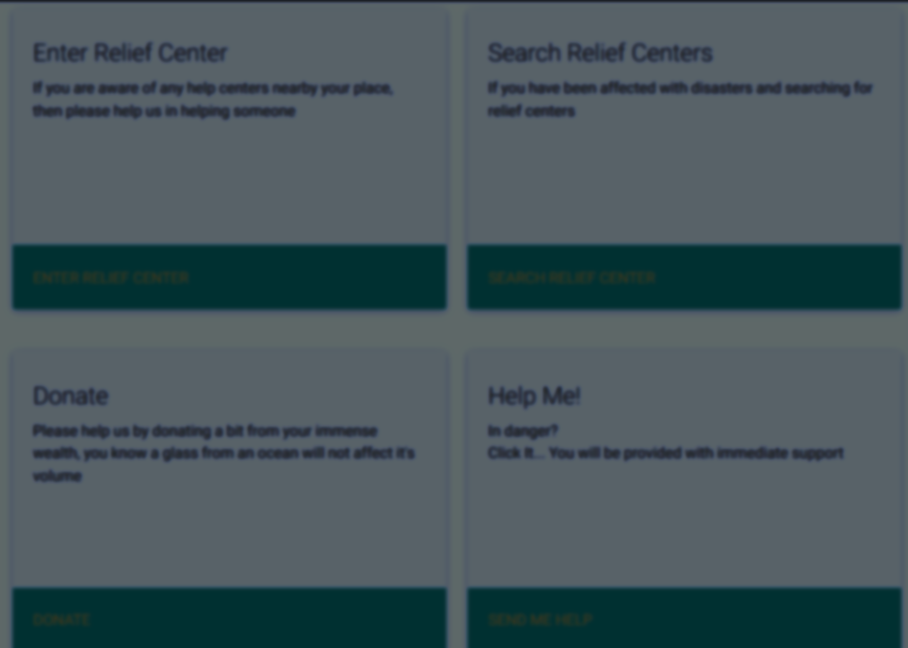 Enter Relief Center
If you are aware of any help centers nearby your place,
then please help us in helping someone
ENTER RELIEF CENTER
Search Relief Centers
If you have been affected with disasters and searching for
relief centers
SEARCH RELIEF CENTER
Donate
Please help us by donating a bit from your immense
wealth, you know a glass from an ocean will not affect it's
volume
DONATE
Help Me!
In danger?
Click It... You will be provided with immediate support
SEND ME HELP